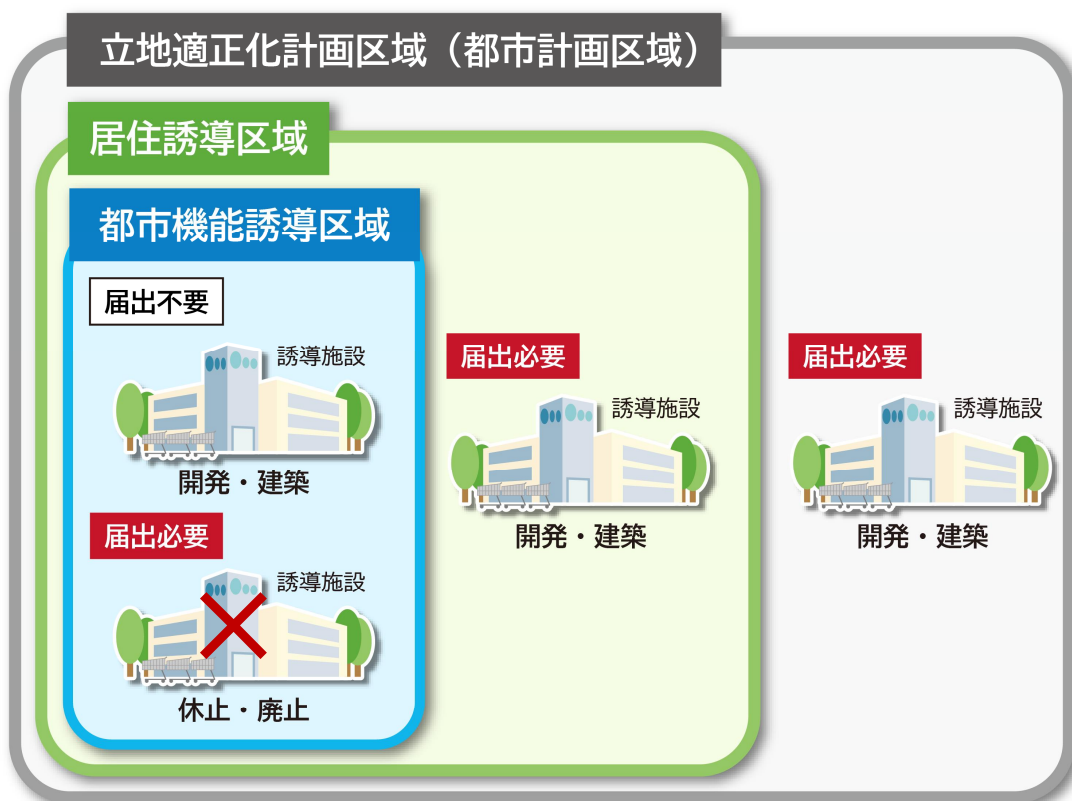 立地適正化計画区域（都市計画区域）
居住誘導区域
都市機能誘導区域
届出不要
誘導施設
開発・建築
届出必要
誘導施設
休止・廃止
届出必要
誘導施設
開発・建築
届出必要
誘導施設
開発・建築